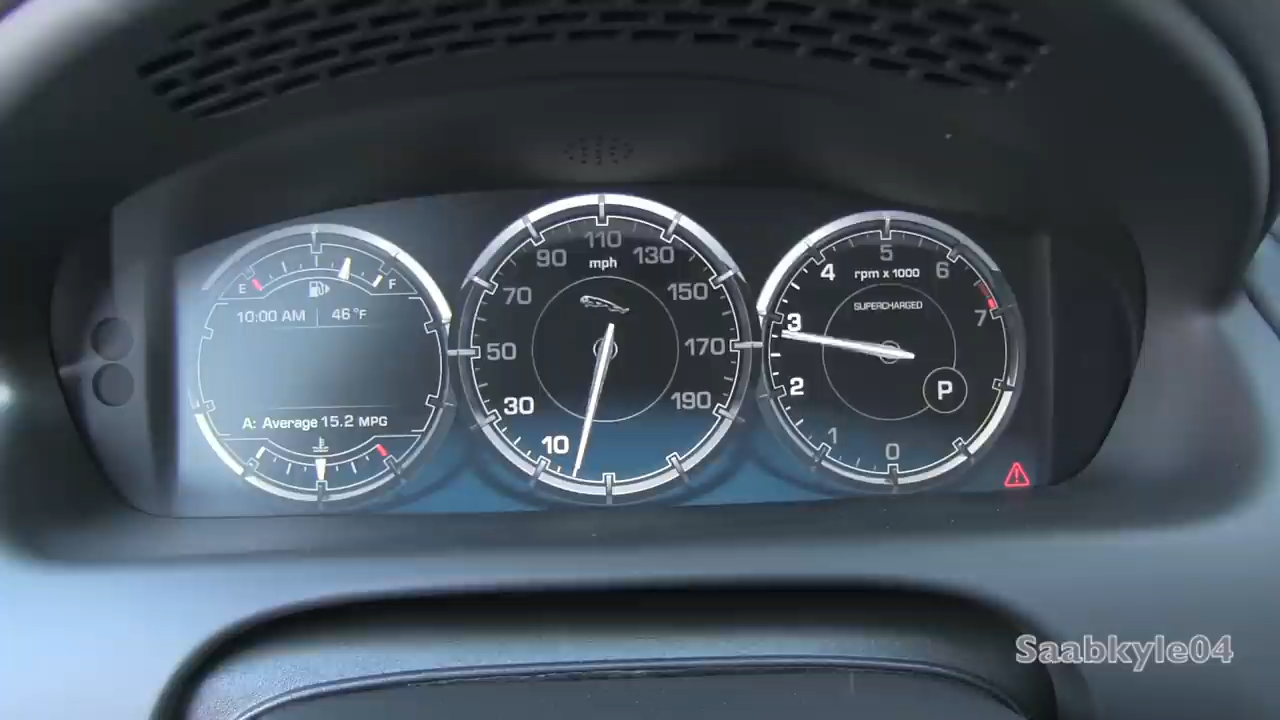 E F
10:00 AM 46°F
A: Average 15.2 MPG
110
90 130
mph
70 150
50 170
30 190
10
5
4 6
rpm x 1000
SUPERCHARGED
3 7
2 P
1 0
Saabkyle04